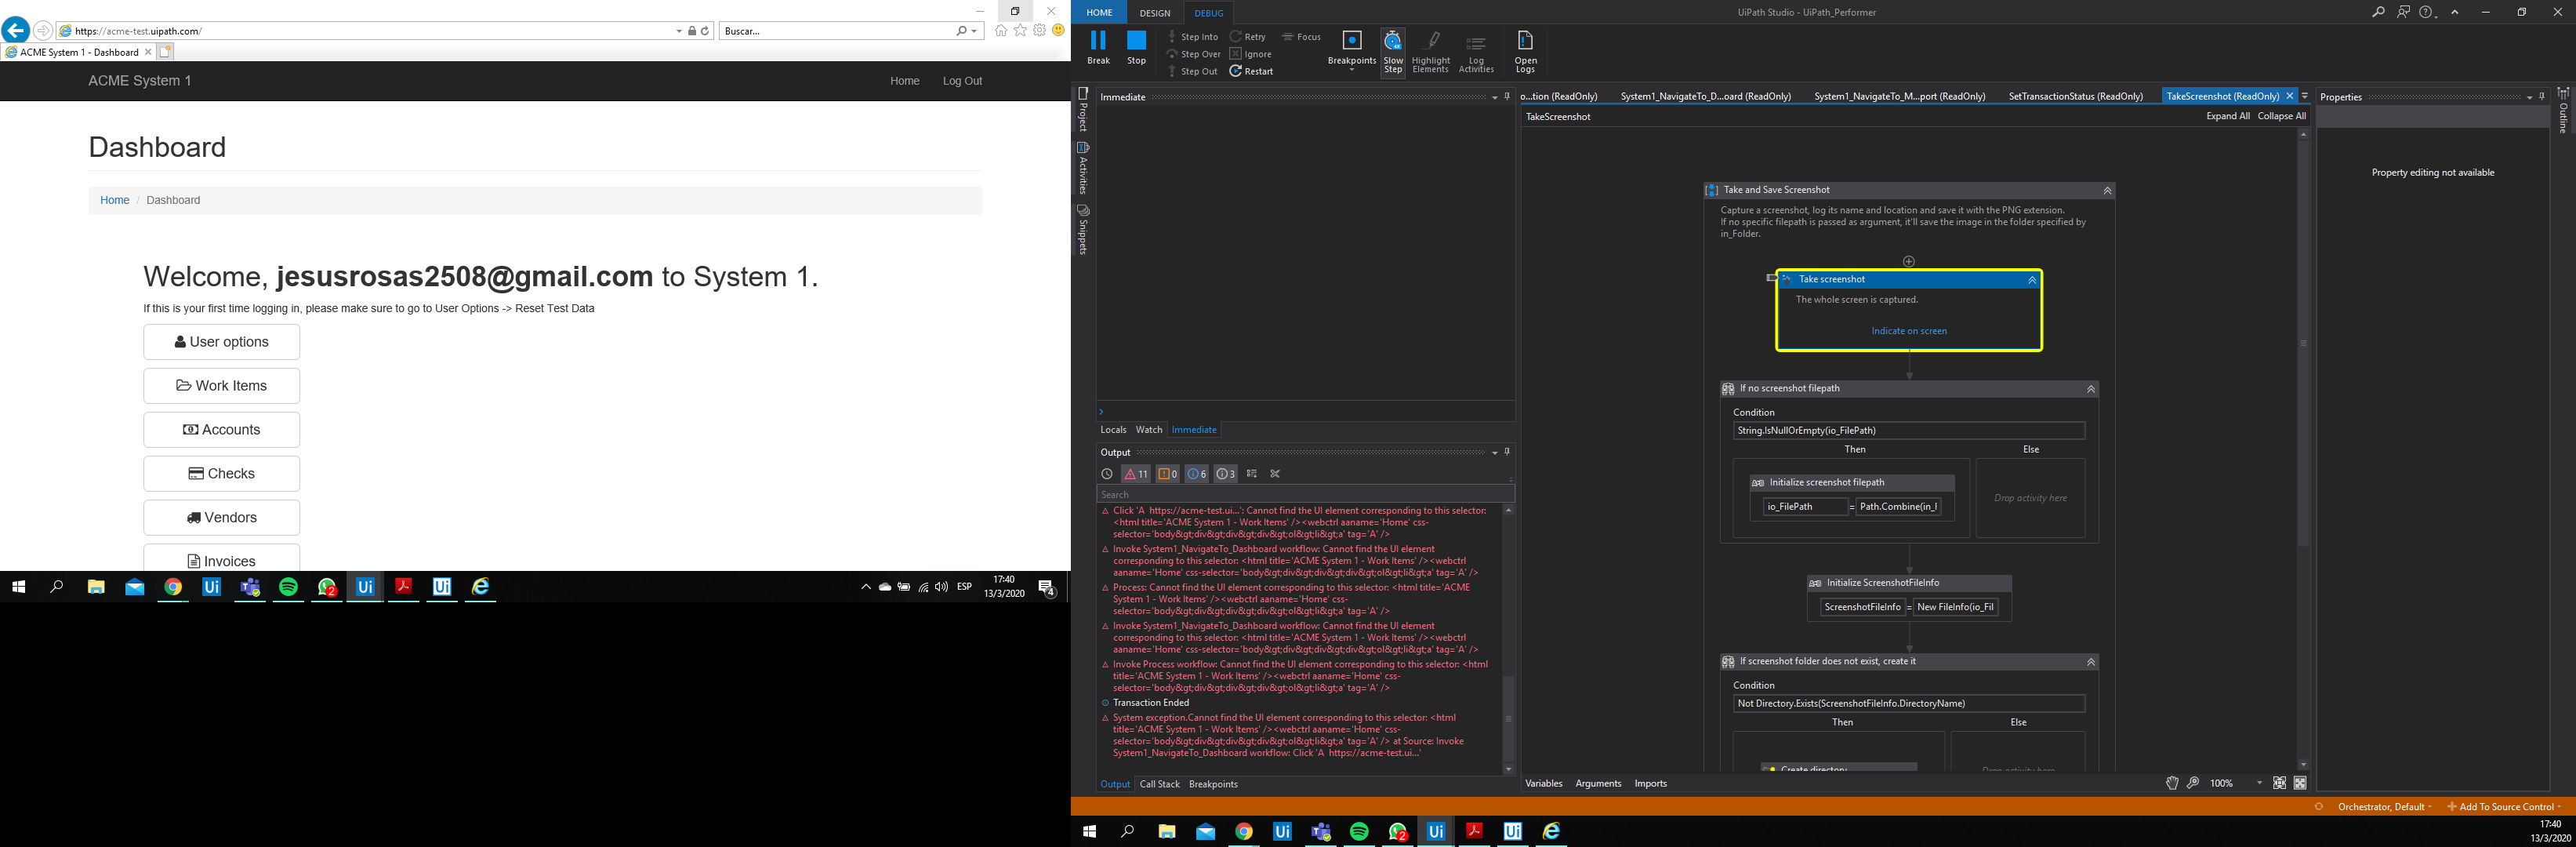 https://acme-test.uipath.com/
Buscar...
ACME System 1 - Dashboard
ACME System 1
Home
Log Out
Dashboard
Home / Dashboard
Welcome, jesusrosas2508@gmail.com to System 1.
If this is your first time logging in, please make sure to go to User Options -> Reset Test Data
User options
Work Items
Accounts
Checks
Vendors
Invoices
ESP
17:40
13/3/2020
4
2
HOME
DESIGN
DEBUG
UiPath Studio - UiPath_Performer
Break
Stop
Step Into
Step Over
Step Out
Retry
Ignore
Restart
Focus
Breakpoints
Slow Step
Highlight Elements
Log Activities
Open Logs
Project
Activities
Snippets
Immediate
Locals
Watch
Immediate
Output
11
0
6
3
Search
Click 'A https://acme-test.ui...': Cannot find the UI element corresponding to this selector:
<html title='ACME System 1 - Work Items' /><webctrl aaname='Home' css-
selector='body&gt;div&gt;div&gt;div&gt;ol&gt;li&gt;a' tag='A' />
Invoke System1_NavigateTo_Dashboard workflow: Cannot find the UI element
corresponding to this selector: <html title='ACME System 1 - Work Items' /><webctrl
aaname='Home' css-selector='body&gt;div&gt;div&gt;div&gt;ol&gt;li&gt;a' tag='A' />
Process: Cannot find the UI element corresponding to this selector: <html title='ACME
System 1 - Work Items' /><webctrl aaname='Home' css-
selector='body&gt;div&gt;div&gt;div&gt;ol&gt;li&gt;a' tag='A' />
Invoke System1_NavigateTo_Dashboard workflow: Cannot find the UI element
corresponding to this selector: <html title='ACME System 1 - Work Items' /><webctrl
aaname='Home' css-selector='body&gt;div&gt;div&gt;div&gt;ol&gt;li&gt;a' tag='A' />
Invoke Process workflow: Cannot find the UI element corresponding to this selector: <html
title='ACME System 1 - Work Items' /><webctrl aaname='Home' css-
selector='body&gt;div&gt;div&gt;div&gt;ol&gt;li&gt;a' tag='A' />
Transaction Ended
System exception.Cannot find the UI element corresponding to this selector: <html
title='ACME System 1 - Work Items' /><webctrl aaname='Home' css-
selector='body&gt;div&gt;div&gt;div&gt;ol&gt;li&gt;a' tag='A' /> at Source: Invoke
System1_NavigateTo_Dashboard workflow: Click 'A https://acme-test.ui...'
Output
Call Stack
Breakpoints
o...tion (ReadOnly)
System1_NavigateTo_D...oard (ReadOnly)
System1_NavigateTo_M...port (ReadOnly)
SetTransactionStatus (ReadOnly)
TakeScreenshot (ReadOnly)
TakeScreenshot
Expand All
Collapse All
Take and Save Screenshot
Capture a screenshot, log its name and location and save it with the PNG extension.
If no specific filepath is passed as argument, it'll save the image in the folder specified by
in_Folder.
Take screenshot
The whole screen is captured.
Indicate on screen
If no screenshot filepath
Condition
String.IsNullOrEmpty(io_FilePath)
Then
Else
Initialize screenshot filepath
io_FilePath = Path.Combine(in_
Drop activity here
Initialize ScreenshotFileInfo
ScreenshotFileInfo = New FileInfo(io_Fil
If screenshot folder does not exist, create it
Condition
Not Directory.Exists(ScreenshotFileInfo.DirectoryName)
Then
Else
Create directory
Drop activity here
Variables
Arguments
Imports
100%
Properties
Property editing not available
Outline
Orchestrator, Default
Add To Source Control
2
17:40
13/3/2020